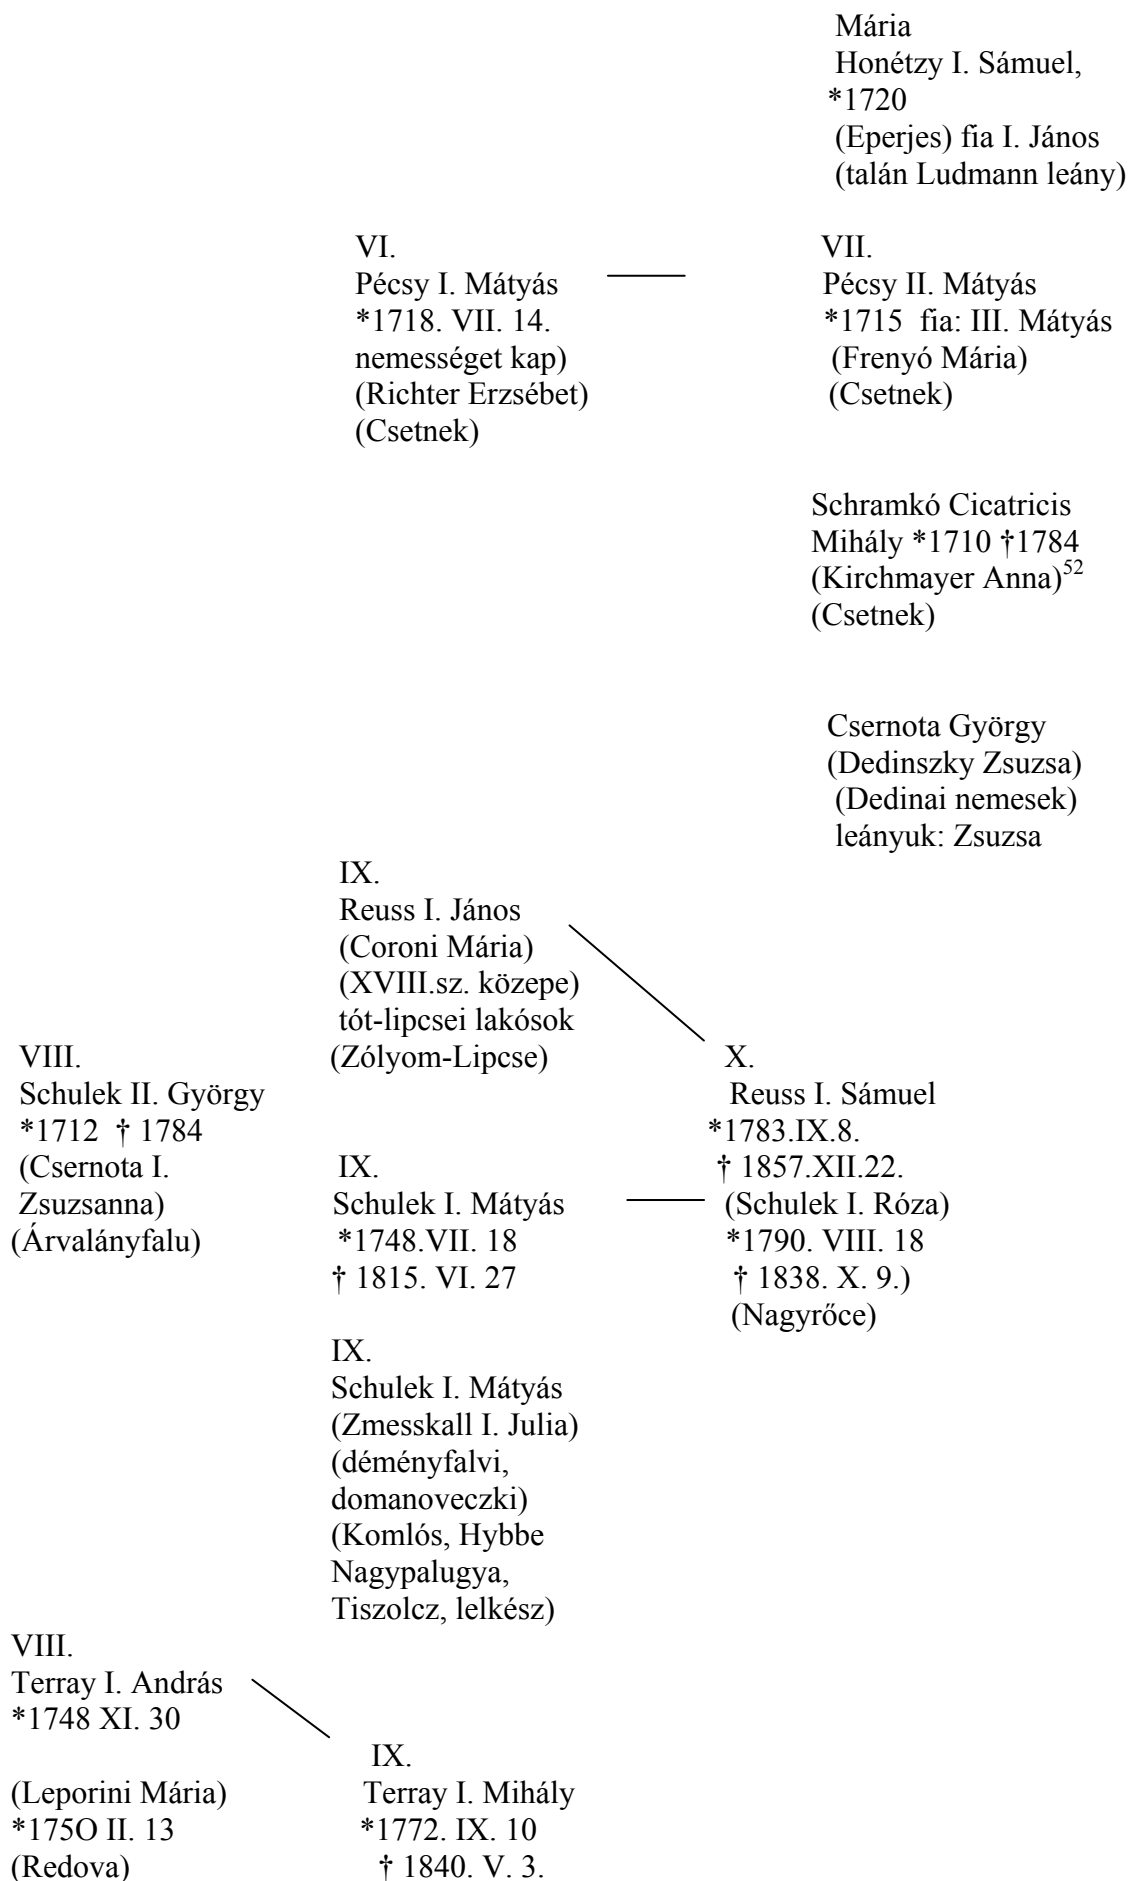 Mária
Honétzy I. Sámuel,
*1720
(Eperjes) fia I. János
(talán Ludmann leány)
VI.
Pécsy I. Mátyás
*1718. VII. 14.
nemességet kap)
(Richter Erzsébet)
(Csetnek)
VII.
Pécsy II. Mátyás
*1715 fia: III. Mátyás
(Frenyó Mária)
(Csetnek)
Schramkó Cicatricis
Mihály *1710 †1784
(Kirchmayer Anna)52
(Csetnek)
Csernota György
(Dedinszky Zsuzsa)
(Dedinai nemesek)
leányuk: Zsuzsa
IX.
Reuss I. János
(Coroni Mária)
(XVIII.sz. közepe)
tót-lipcsei lakósok
(Zólyom-Lipcse)
VIII.
Schulek II. György
*1712 † 1784
(Csernota I.
Zsuzsanna)
(Árvalányfalu)
IX.
Schulek I. Mátyás
*1748.VII. 18
† 1815. VI. 27
X.
Reuss I. Sámuel
*1783.IX.8.
† 1857.XII.22.
(Schulek I. Róza)
*1790. VIII. 18
† 1838. X. 9.)
(Nagyrőce)
IX.
Schulek I. Mátyás
(Zmesskall I. Julia)
(déményfalvi,
domanoveczki)
(Komlós, Hybbe
Nagypalugya,
Tiszolcz, lelkész)
VIII.
Terray I. András
*1748 XI. 30
(Leporini Mária)
*175O II. 13
(Redova)
IX.
Terray I. Mihály
*1772. IX. 10
† 1840. V. 3.